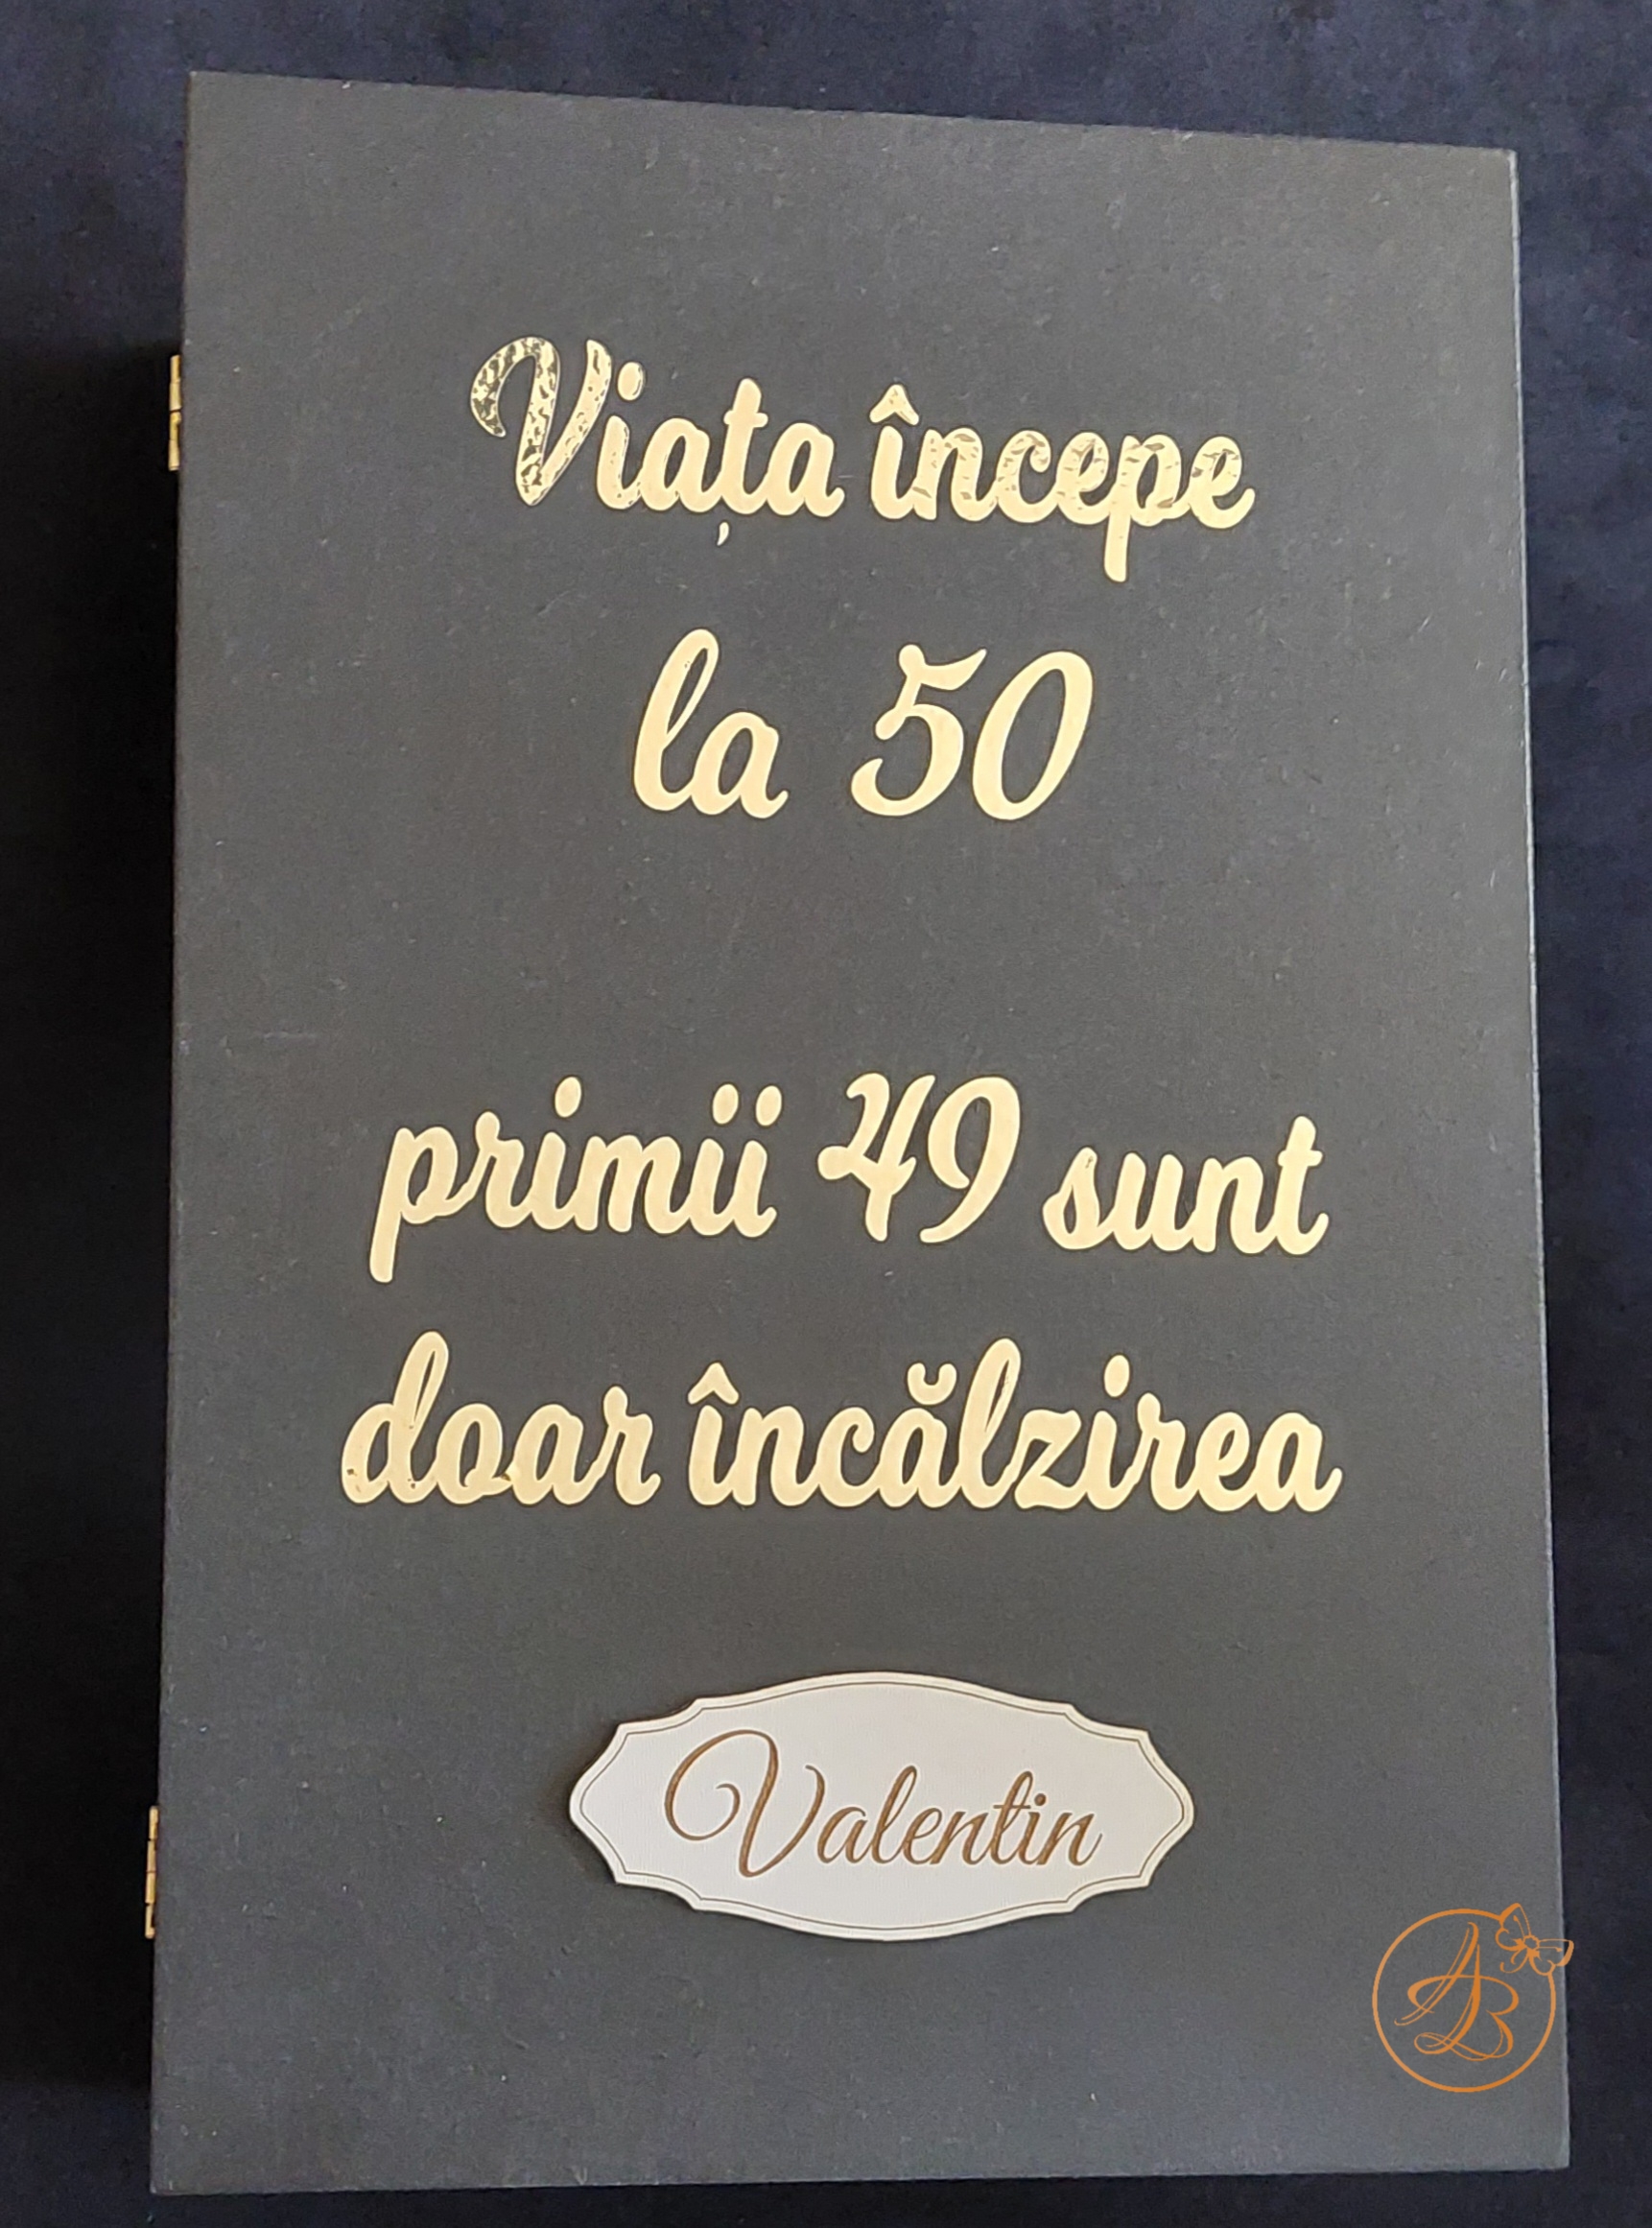 Viața începe
la 50
primii 49 sunt
doar încălzirea
Valentin
AB